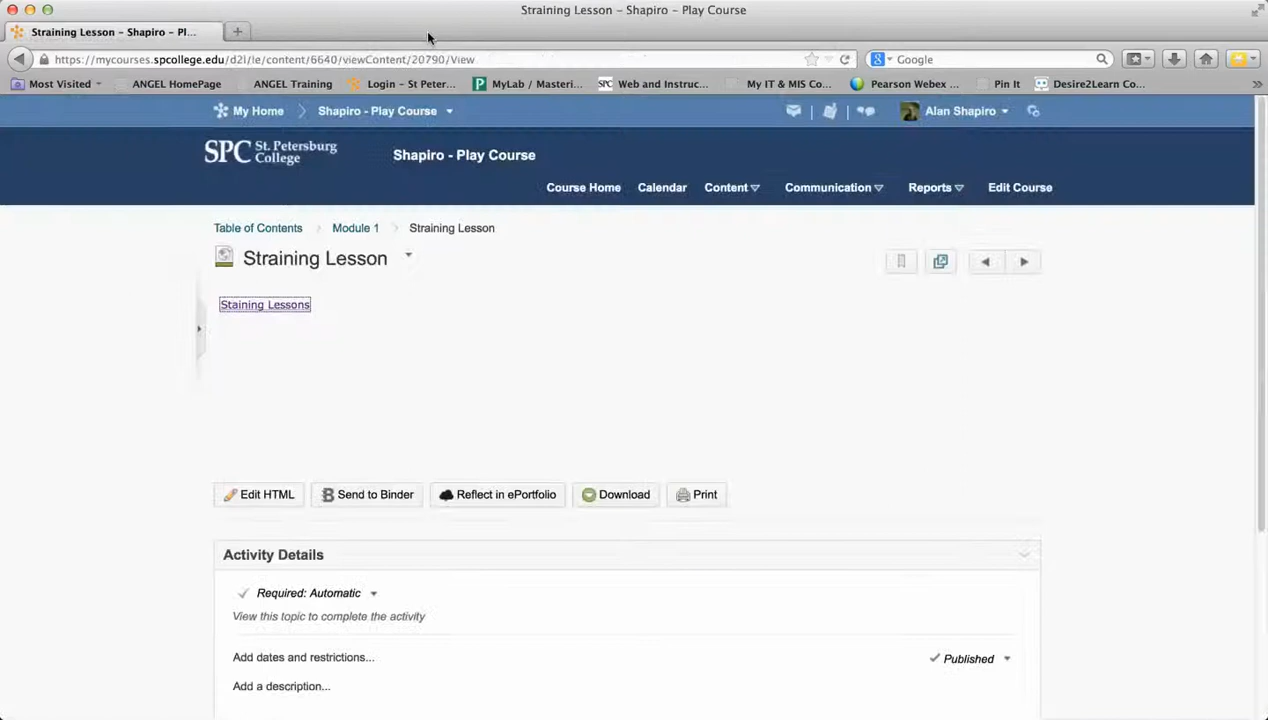 Straining Lesson – Shapiro – Play Course
Straining Lesson – Shapiro – Pl...
https://mycourses.spcollege.edu/d2l/le/content/6640/viewContent/20790/View
Google
Most Visited
ANGEL HomePage
ANGEL Training
Login – St Peter...
MyLab / Masteri...
SPC Web and Instruc...
My IT & MIS Co...
Pearson Webex ...
Pin It
Desire2Learn Co...
My Home
Shapiro - Play Course
Alan Shapiro
SPC St. Petersburg College
Shapiro - Play Course
Course Home
Calendar
Content
Communication
Reports
Edit Course
Table of Contents
Module 1
Straining Lesson
Straining Lesson
Staining Lessons
Edit HTML
Send to Binder
Reflect in ePortfolio
Download
Print
Activity Details
Required: Automatic
View this topic to complete the activity
Add dates and restrictions...
Published
Add a description...